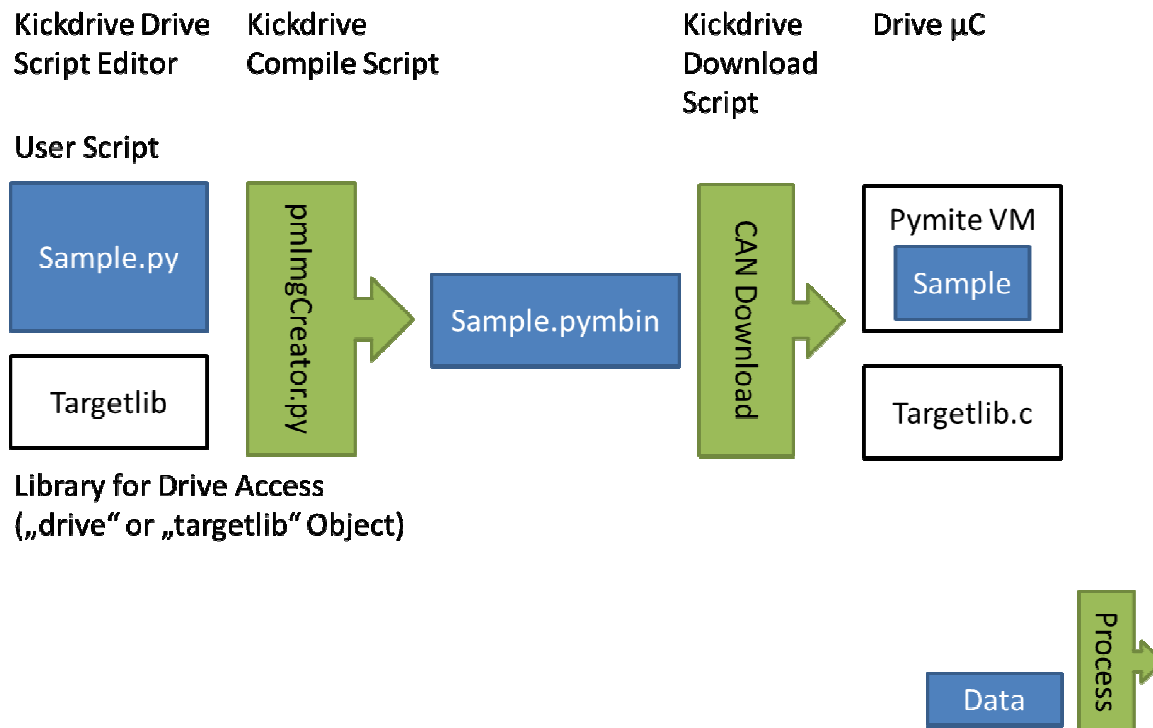 Kickdrive Drive
Script Editor
Kickdrive
Compile Script
Kickdrive
Download
Script
Drive µC
User Script
Sample.py
Targetlib
pmImgCreator.py
Sample.pymbin
CAN Download
Pymite VM
Sample
Targetlib.c
Library for Drive Access
(„drive“ or „targetlib“ Object)
Data
Process